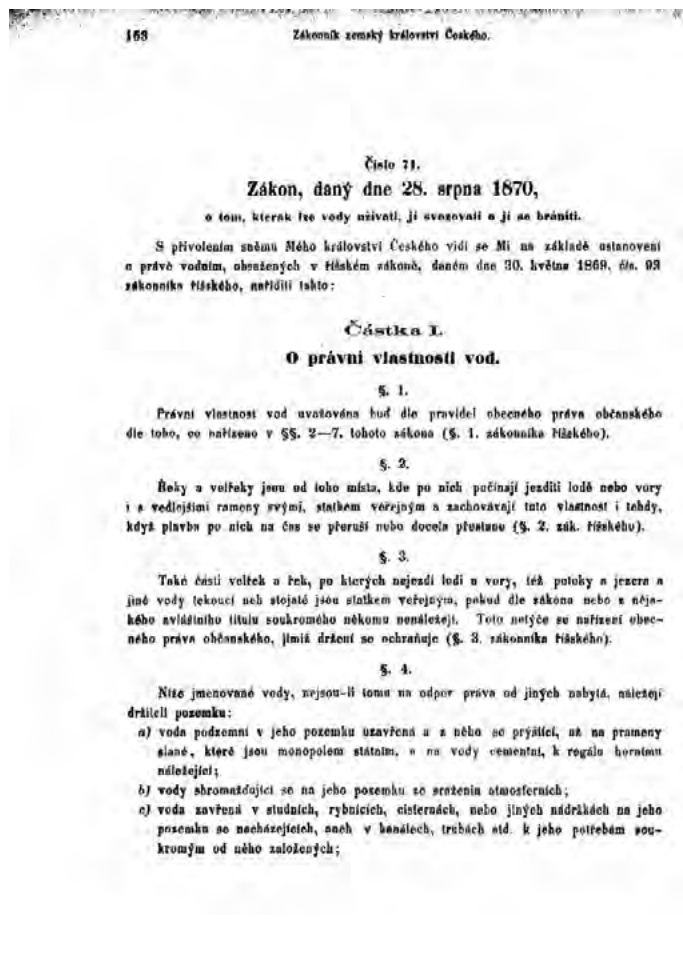 168 Zákonník zemský království Českého.
Číslo 71.
Zákon, daný dne 28. srpna 1870,
o tom, kterak lze vody užívati, ji svozovati a jí se brániti.
S přivolením sněmu Mého království Českého vidí se Mi na základě ustanovení
o právě vodním, obsažených v říšském zákoně, daném dne 30. května 1869, čís. 93
zákonníka říšského, naříditi takto:
Částka I.
O právní vlastnosti vod.
§. 1.
Právní vlastnost vod uvažována buď dle pravidel obecného práva občanského
dle toho, co nařízeno v §§. 2—7. tohoto zákona (§. 1. zákonníka říšského).
§. 2.
Řeky a veřeky jsou od toho místa, kde po nich počínají jezditi lodě nebo vory
i s vedlejšími rameny svými, statkem veřejným a zachovávají tuto vlastnost i tehdy,
když plavba po nich na čas se přeruší nebo docela přestane (§. 2. zák. říšského).
§. 3.
Také části veřek a řek, po kterých nejezdí lodi a vory, též potoky a jezera a
jiné vody tekoucí neb stojaté jsou statkem veřejným, pokud dle zákona nebo z něja-
kého zvláštního titulu soukromého někomu nenáležejí. Toto netýče se nařízení obec-
ného práva občanského, jimiž držení se ochraňuje (§. 3. zákonníka říšského).
§. 4.
Níže jmenované vody, nejsou-li tomu na odpor práva od jiných nabytá, náležejí
držiteli pozemku:
a) voda podzemní v jeho pozemku uzavřená a z něho se prýštící, až na prameny
slané, které jsou monopolem státním, a na vody cementní, k regálu hornímu
náležející;
b) vody shromažďující se na jeho pozemku ze sraženin atmosferních;
c) voda zavřená v studních, rybnících, cisternách, nebo jiných nádržkách na jeho
pozemku se nacházejících, aneb v kanálech, trubách atd. k jeho potřebám sou-
kromým od něho založených;